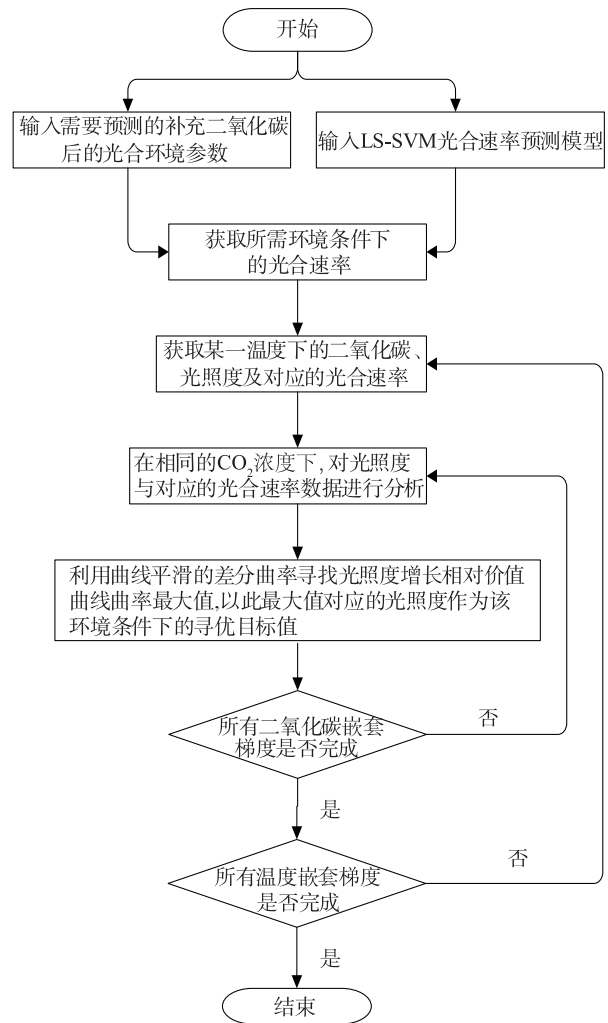 开始
输入需要预测的补充二氧化碳
后的光合环境参数
输入LS-SVM光合速率预测模型
获取所需环境条件下
的光合速率
获取某一温度下的二氧化碳、
光照度及对应的光合速率
在相同的CO₂浓度下,对光照度
与对应的光合速率数据进行分析
利用曲线平滑的差分曲率寻找光照度增长相对价值
曲线曲率最大值,以此最大值对应的光照度作为该
环境条件下的寻优目标值
所有二氧化碳嵌套
梯度是否完成
否
是
所有温度嵌套梯度
是否完成
否
是
结束